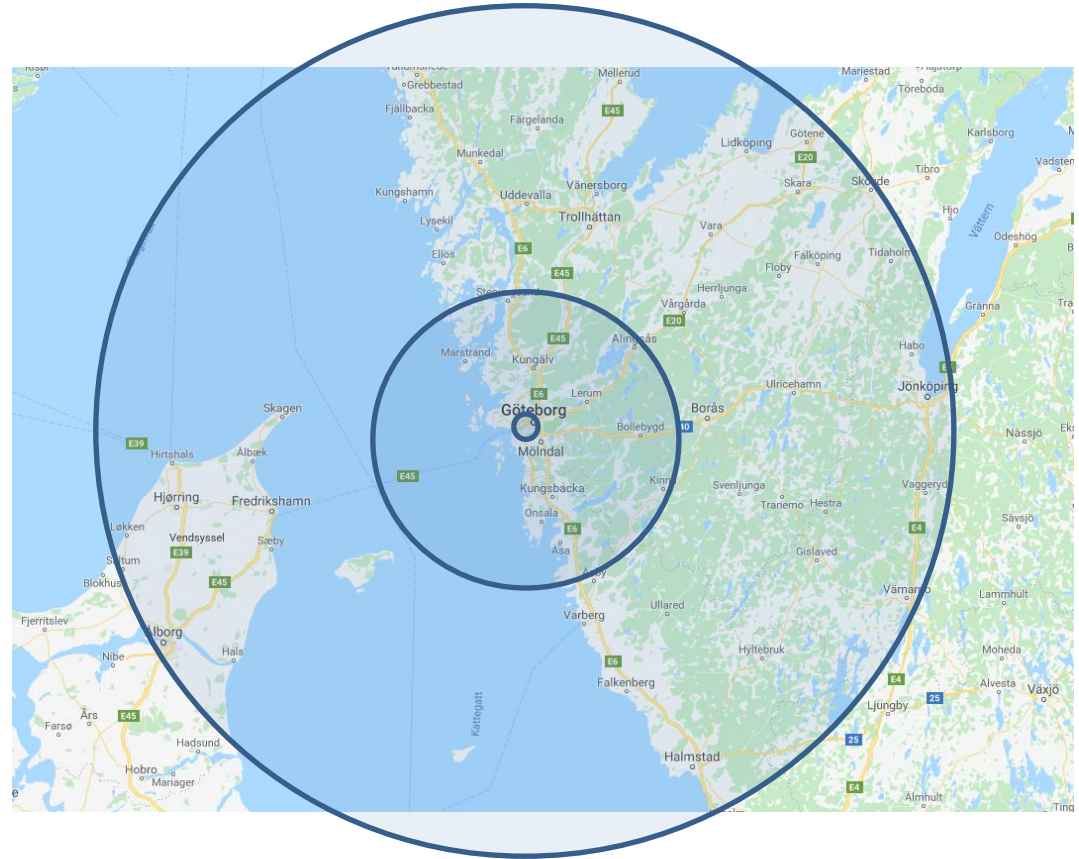 Mellerud
Mariestad
Töreboda
Grebbestad
Fjällbacka
E45
Färgelanda
Karlsborg
Götene
Lidköping
Munkedal
E20
Vadsten
Tibro
Skövde
Skara
Vänersborg
Kungshamn
Uddevalla
Hjo
Vättern
Trollhättan
Lysekil
Vara
Ödeshög
E6
Ellös
Falköping
Tidaholm
Floby
E45
Herrljunga
Vårgårda
Gränna
E20
Alingsås
E45
Habo
Marstrand
Kungälv
Ulricehamn
Jönköping
E6
Lerum
Skagen
Göteborg
Borås
40
Bollebygd
Nässjö
E39
Hirtshals
Ålbæk
Mölndal
E45
Kinna
Svenljunga
Vaggeryd
Kungsbacka
Hjørring
Fredrikshamn
Tranemo
Hestra
Onsala
Sävsjö
Løkken
E6
E4
Vendsyssel
Sæby
E39
Åsa
Gislaved
Saltum
Blokhus
E45
Åsby
Värnamo
Lammhult
Ullared
Fjerritslev
Varberg
Ålborg
Hals
Nibe
Hyltebruk
Moheda
E6
E4
Falkenberg
Alvesta
Växjö
25
Ljungby
Års
E45
Farsø
Kattegatt
Hadsund
25
Halmstad
Hobro
Mariager
E4
Älmhult